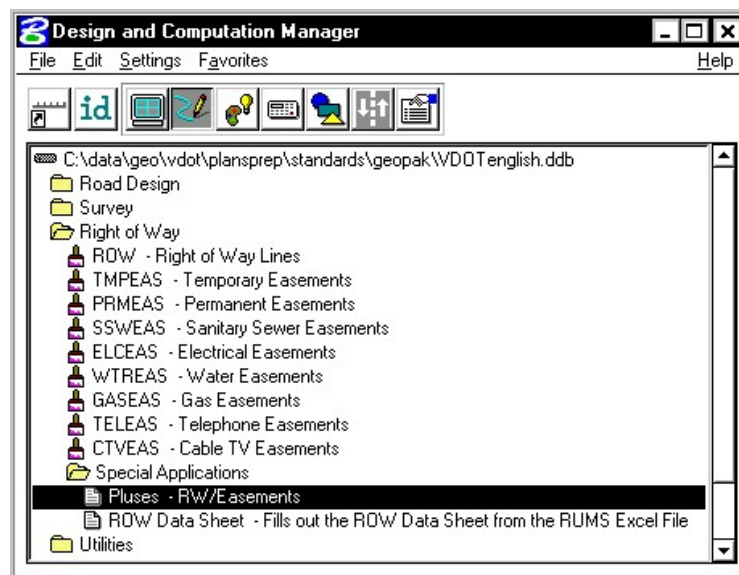 Design and Computation Manager
File Edit Settings Favorites Help
id
C:\data\geo\vdot\plansprep\standards\geopak\VDOTenglish.ddb
Road Design
Survey
Right of Way
ROW - Right of Way Lines
TMPEAS - Temporary Easements
PRMEAS - Permanent Easements
SSWEAS - Sanitary Sewer Easements
ELCEAS - Electrical Easements
WTREAS - Water Easements
GASEAS - Gas Easements
TELEAS - Telephone Easements
CTVEAS - Cable TV Easements
Special Applications
Pluses - RW/Easements
ROW Data Sheet - Fills out the ROW Data Sheet from the RUMS Excel File
Utilities